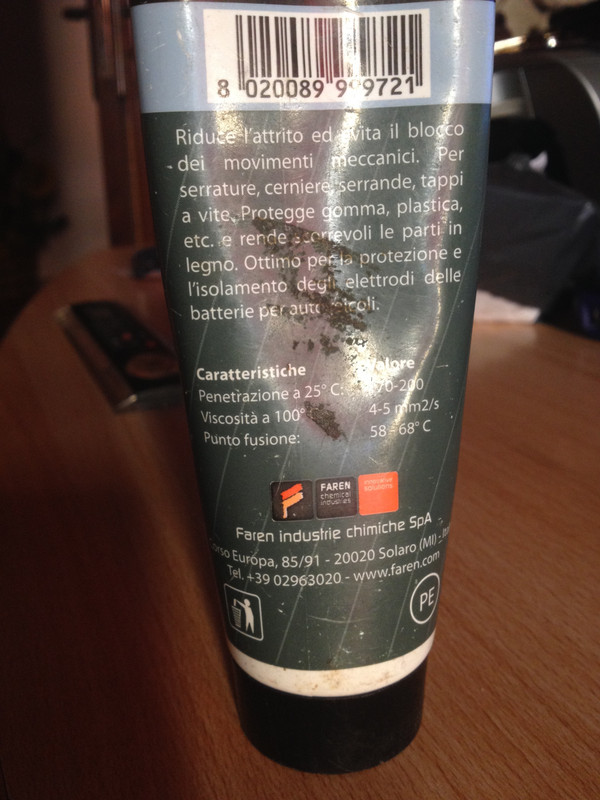 8 020089 999721
Riduce l'attrito ed evita il blocco
dei movimenti meccanici. Per
serrature, cerniere, serrande, tappi
a vite. Protegge gomma, plastica,
etc. e rende scorrevoli le parti in
legno. Ottimo per la protezione e
l'isolamento degli elettrodi delle
batterie per autoveicoli.
Caratteristiche Valore
Penetrazione a 25° C: 170-200
Viscosità a 100° 4-5 mm2/s
Punto fusione: 58 - 68° C
FAREN
chemical
industries
innovative
solutions
Faren industrie chimiche SpA
Corso Europa, 85/91 - 20020 Solaro (MI) -
Tel. +39 02963020 - www.faren.com
PE